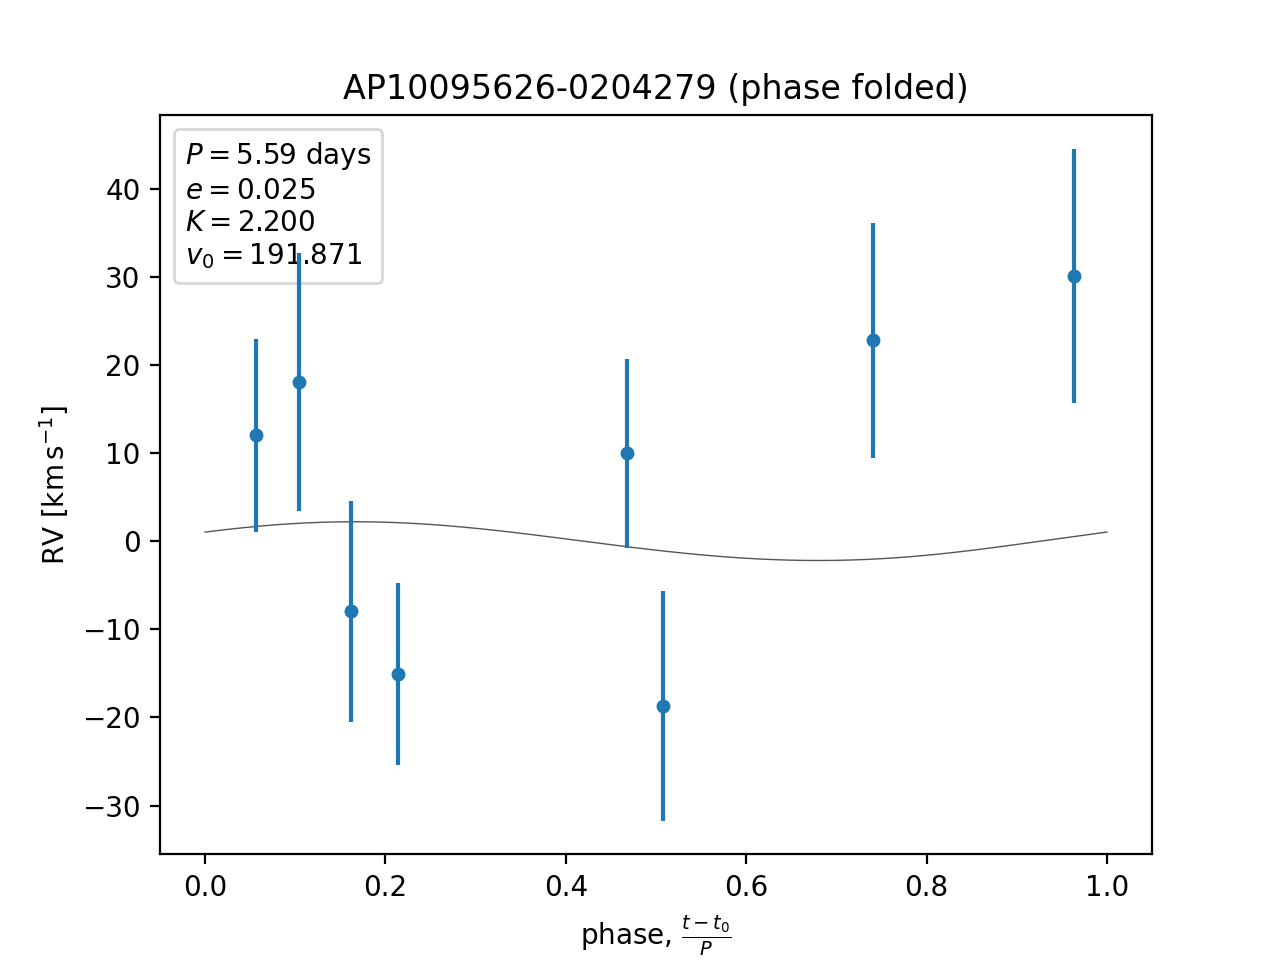 AP10095626-0204279 (phase folded)
P = 5.59 days
e = 0.025
K = 2.200
v₀ = 191.871
40
30
20
10
0
−10
−20
−30
RV [km s⁻¹]
0.0 0.2 0.4 0.6 0.8 1.0
phase, (t − t₀)/P